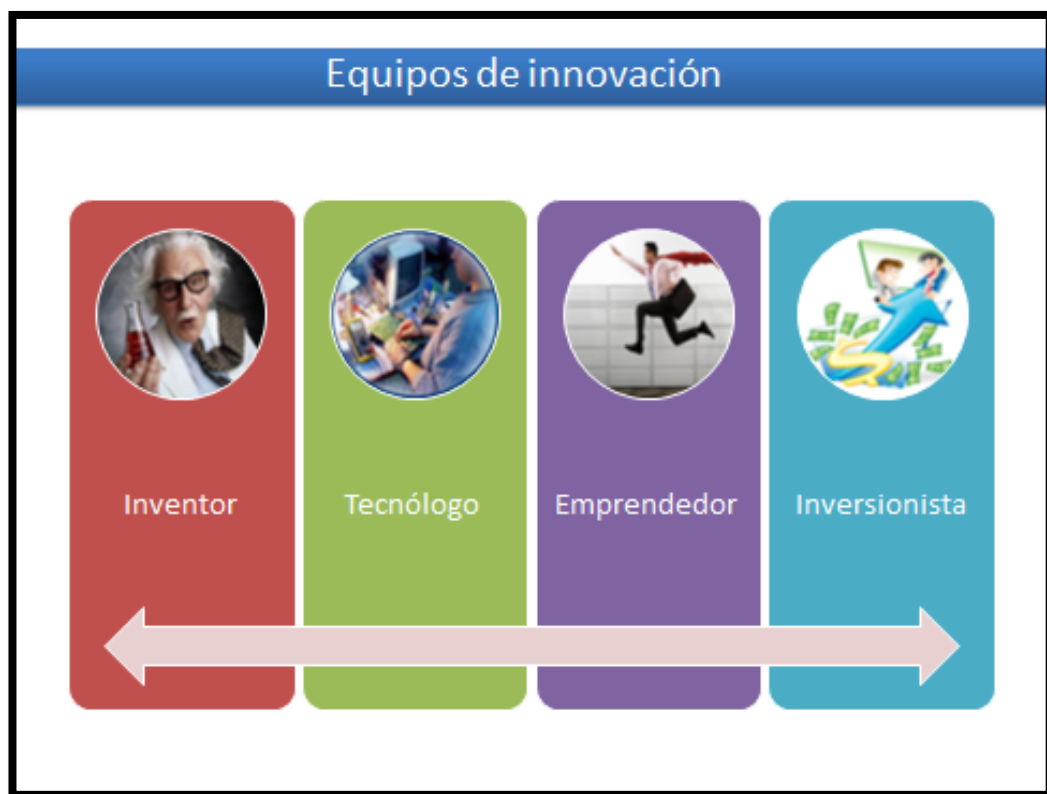 Equipos de innovación
Inventor
Tecnólogo
Emprendedor
Inversionista